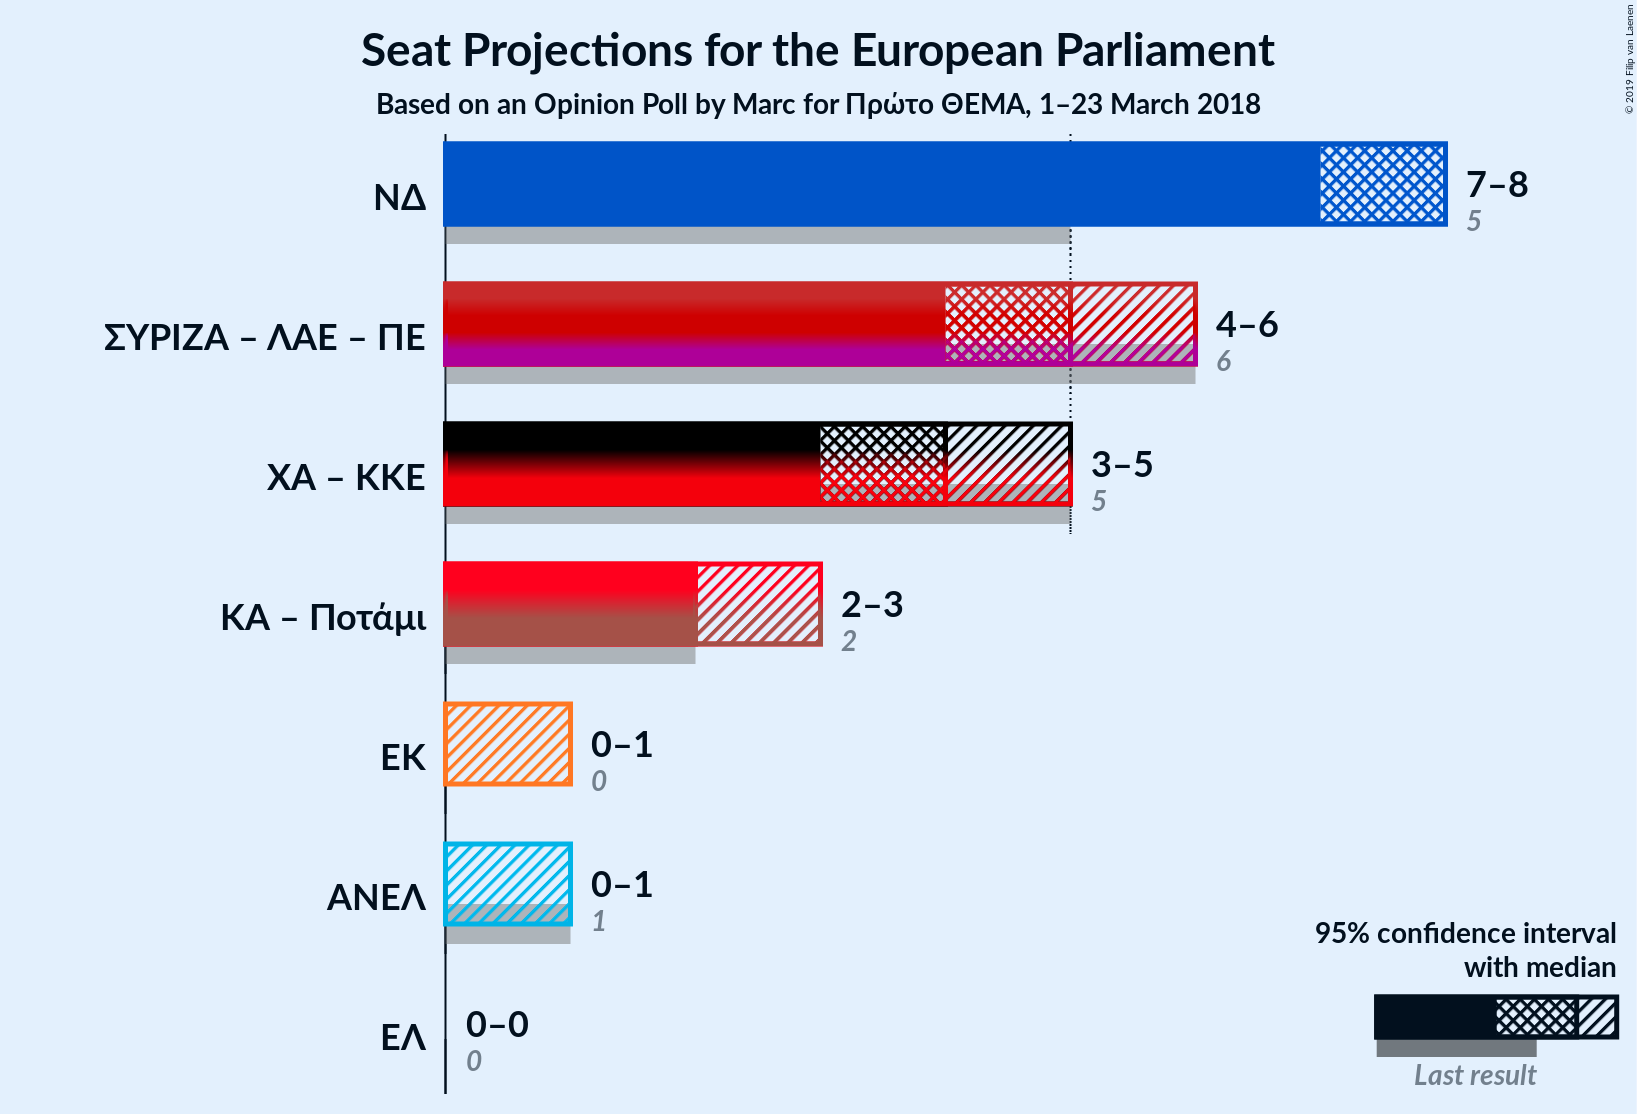 Seat Projections for the European Parliament
Based on an Opinion Poll by Marc for Πρώτο ΘΕΜΑ, 1–23 March 2018
© 2019 Filip van Laenen
ΝΔ
7–8
5
ΣΥΡΙΖΑ – ΛΑΕ – ΠΕ
4–6
6
ΧΑ – ΚΚΕ
3–5
5
ΚΑ – Ποτάμι
2–3
2
ΕΚ
0–1
0
ΑΝΕΛ
0–1
1
ΕΛ
0–0
0
95% confidence interval
with median
Last result